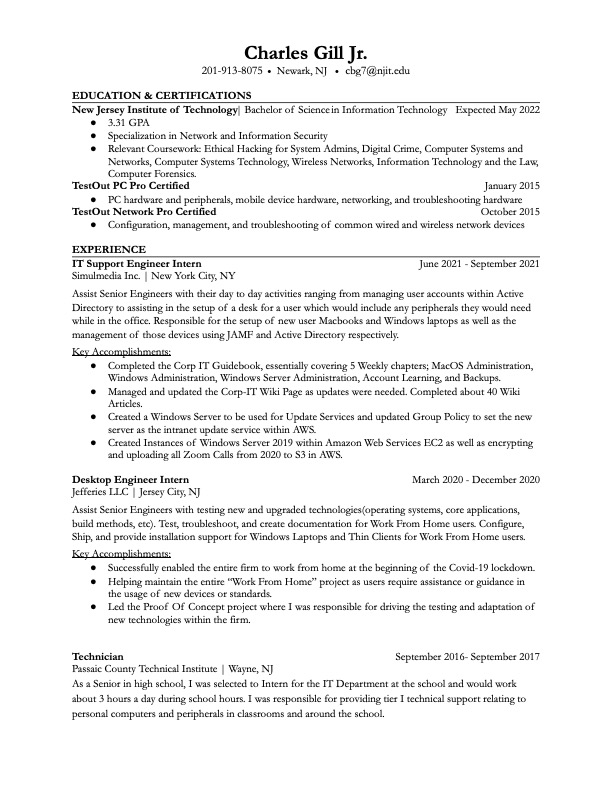 Charles Gill Jr.
201-913-8075 • Newark, NJ • cbg7@njit.edu
EDUCATION & CERTIFICATIONS
New Jersey Institute of Technology| Bachelor of Science in Information Technology Expected May 2022
● 3.31 GPA
● Specialization in Network and Information Security
● Relevant Coursework: Ethical Hacking for System Admins, Digital Crime, Computer Systems and
Networks, Computer Systems Technology, Wireless Networks, Information Technology and the Law,
Computer Forensics.
TestOut PC Pro Certified January 2015
● PC hardware and peripherals, mobile device hardware, networking, and troubleshooting hardware
TestOut Network Pro Certified October 2015
● Configuration, management, and troubleshooting of common wired and wireless network devices
EXPERIENCE
IT Support Engineer Intern June 2021 - September 2021
Simulmedia Inc. | New York City, NY
Assist Senior Engineers with their day to day activities ranging from managing user accounts within Active
Directory to assisting in the setup of a desk for a user which would include any peripherals they would need
while in the office. Responsible for the setup of new user Macbooks and Windows laptops as well as the
management of those devices using JAMF and Active Directory respectively.
Key Accomplishments:
● Completed the Corp IT Guidebook, essentially covering 5 Weekly chapters; MacOS Administration,
Windows Administration, Windows Server Administration, Account Learning, and Backups.
● Managed and updated the Corp-IT Wiki Page as updates were needed. Completed about 40 Wiki
Articles.
● Created a Windows Server to be used for Update Services and updated Group Policy to set the new
server as the intranet update service within AWS.
● Created Instances of Windows Server 2019 within Amazon Web Services EC2 as well as encrypting
and uploading all Zoom Calls from 2020 to S3 in AWS.
Desktop Engineer Intern March 2020 - December 2020
Jefferies LLC | Jersey City, NJ
Assist Senior Engineers with testing new and upgraded technologies(operating systems, core applications,
build methods, etc). Test, troubleshoot, and create documentation for Work From Home users. Configure,
Ship, and provide installation support for Windows Laptops and Thin Clients for Work From Home users.
Key Accomplishments:
● Successfully enabled the entire firm to work from home at the beginning of the Covid-19 lockdown.
● Helping maintain the entire “Work From Home” project as users require assistance or guidance in
the usage of new devices or standards.
● Led the Proof Of Concept project where I was responsible for driving the testing and adaptation of
new technologies within the firm.
Technician September 2016- September 2017
Passaic County Technical Institute | Wayne, NJ
As a Senior in high school, I was selected to Intern for the IT Department at the school and would work
about 3 hours a day during school hours. I was responsible for providing tier I technical support relating to
personal computers and peripherals in classrooms and around the school.